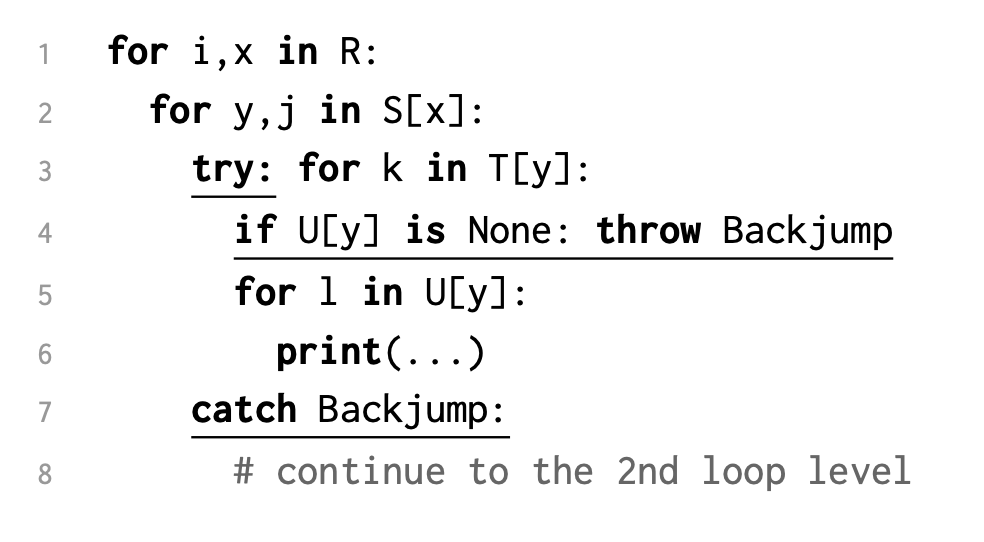 1 for i,x in R:
2 for y,j in S[x]:
3 try: for k in T[y]:
4 if U[y] is None: throw Backjump
5 for l in U[y]:
6 print(...)
7 catch Backjump:
8 # continue to the 2nd loop level